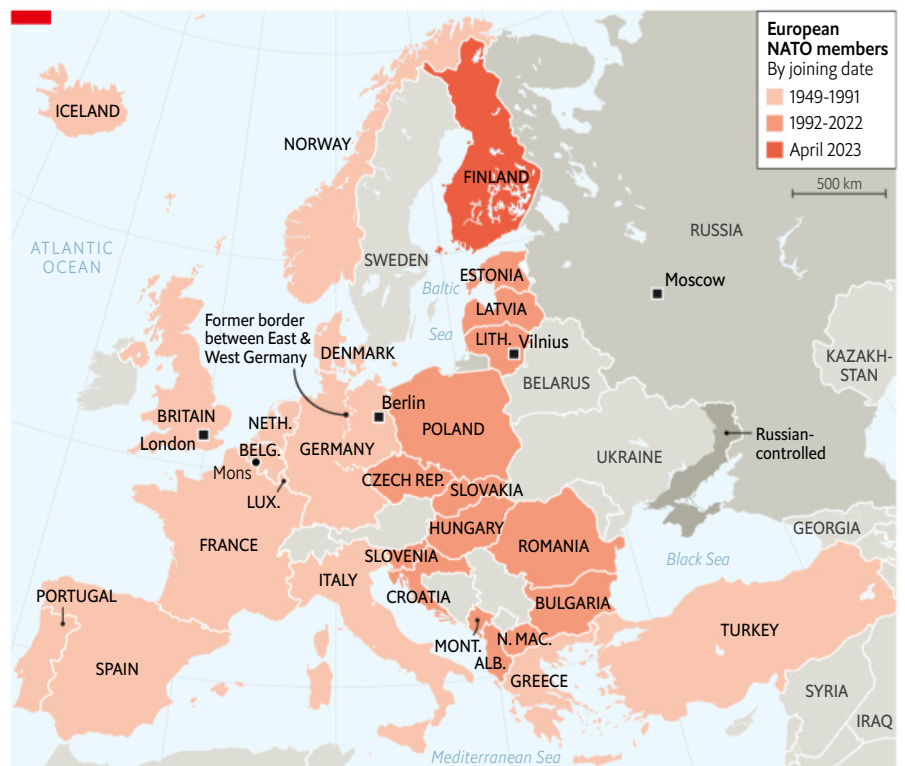 European
NATO members
By joining date
1949-1991
1992-2022
April 2023
500 km
ICELAND
NORWAY
FINLAND
RUSSIA
ATLANTIC
OCEAN
SWEDEN
ESTONIA
Moscow
Baltic
Sea
LATVIA
Former border
between East &
West Germany
LITH.
Vilnius
DENMARK
KAZAKH-
STAN
BELARUS
Berlin
BRITAIN
NETH.
London
POLAND
BELG.
GERMANY
Russian-
controlled
UKRAINE
Mons
CZECH REP.
SLOVAKIA
LUX.
HUNGARY
GEORGIA
FRANCE
ROMANIA
SLOVENIA
Black Sea
ITALY
PORTUGAL
CROATIA
BULGARIA
TURKEY
MONT.
N. MAC.
ALB.
SPAIN
GREECE
SYRIA
IRAQ
Mediterranean Sea